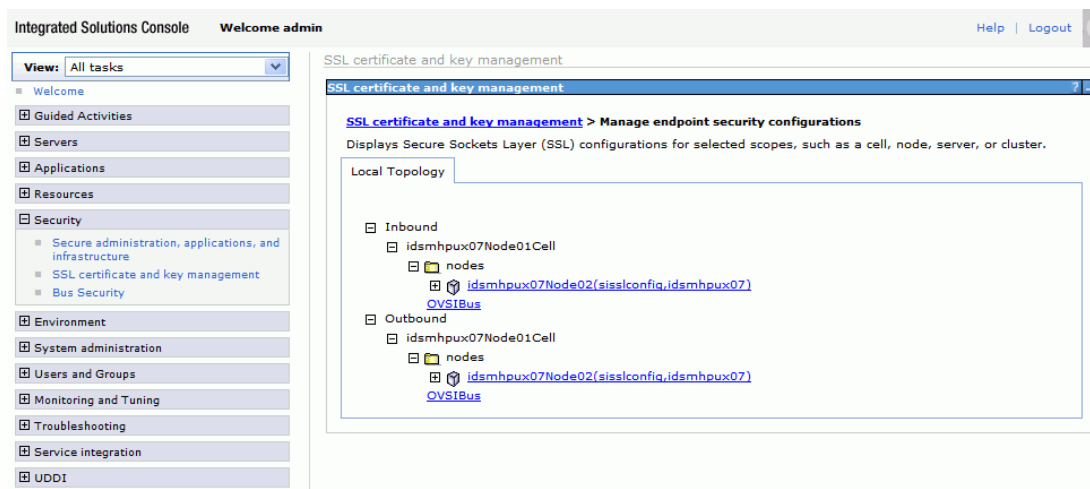 Integrated Solutions Console Welcome admin Help | Logout
View: All tasks
Welcome
Guided Activities
Servers
Applications
Resources
Security
Secure administration, applications, and
infrastructure
SSL certificate and key management
Bus Security
Environment
System administration
Users and Groups
Monitoring and Tuning
Troubleshooting
Service integration
UDDI
SSL certificate and key management
SSL certificate and key management ? -
SSL certificate and key management > Manage endpoint security configurations
Displays Secure Sockets Layer (SSL) configurations for selected scopes, such as a cell, node, server, or cluster.
Local Topology
Inbound
idsmhpux07Node01Cell
nodes
idsmhpux07Node02(sisslconfig,idsmhpux07)
OVSIBus
Outbound
idsmhpux07Node01Cell
nodes
idsmhpux07Node02(sisslconfig,idsmhpux07)
OVSIBus